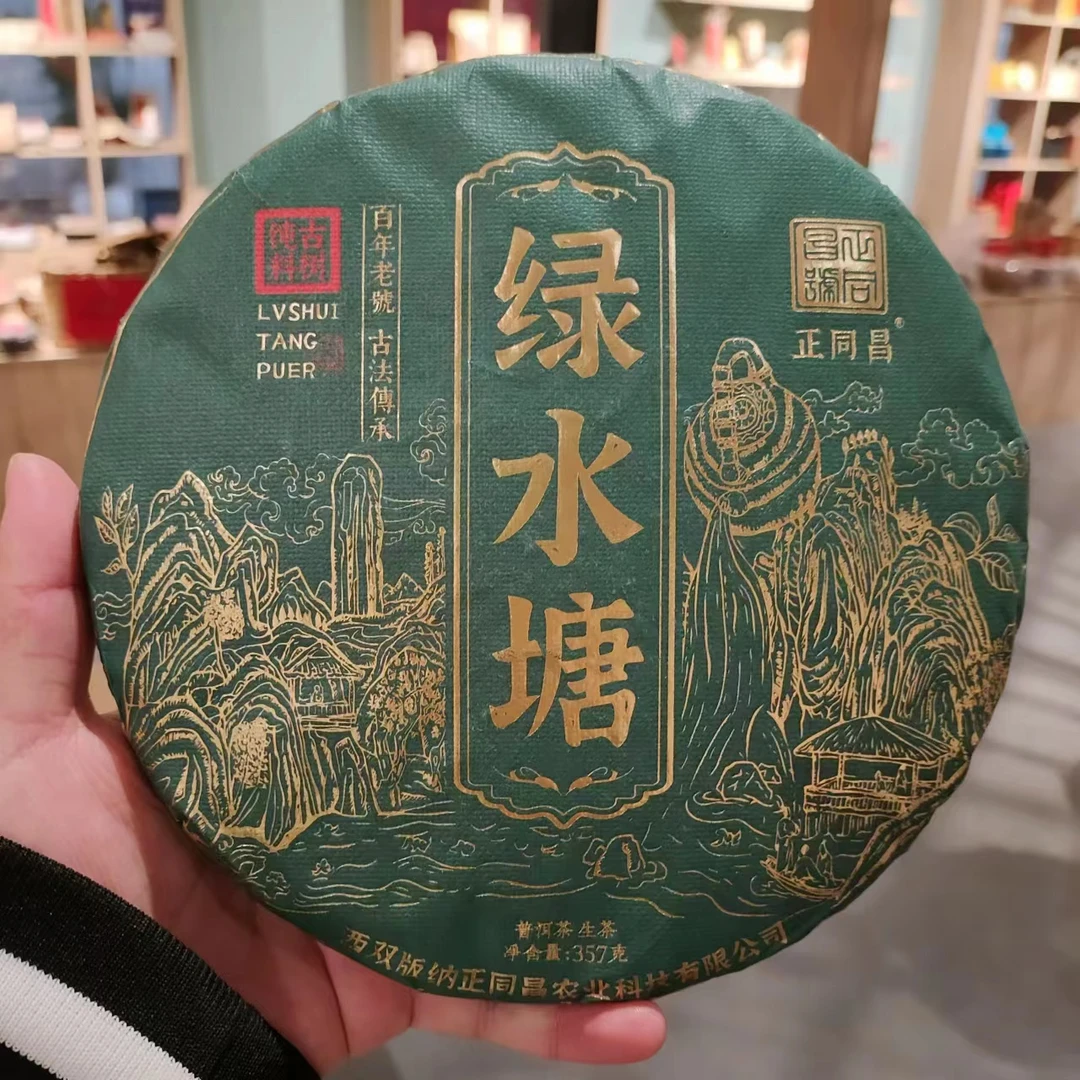 古树
纯料
LVSHUI
TANG
PUER
百年老號 古法傳承
绿水塘
正同
昌號
正同昌®
普洱茶生茶
净含量:357克
西双版纳正同昌农业科技有限公司